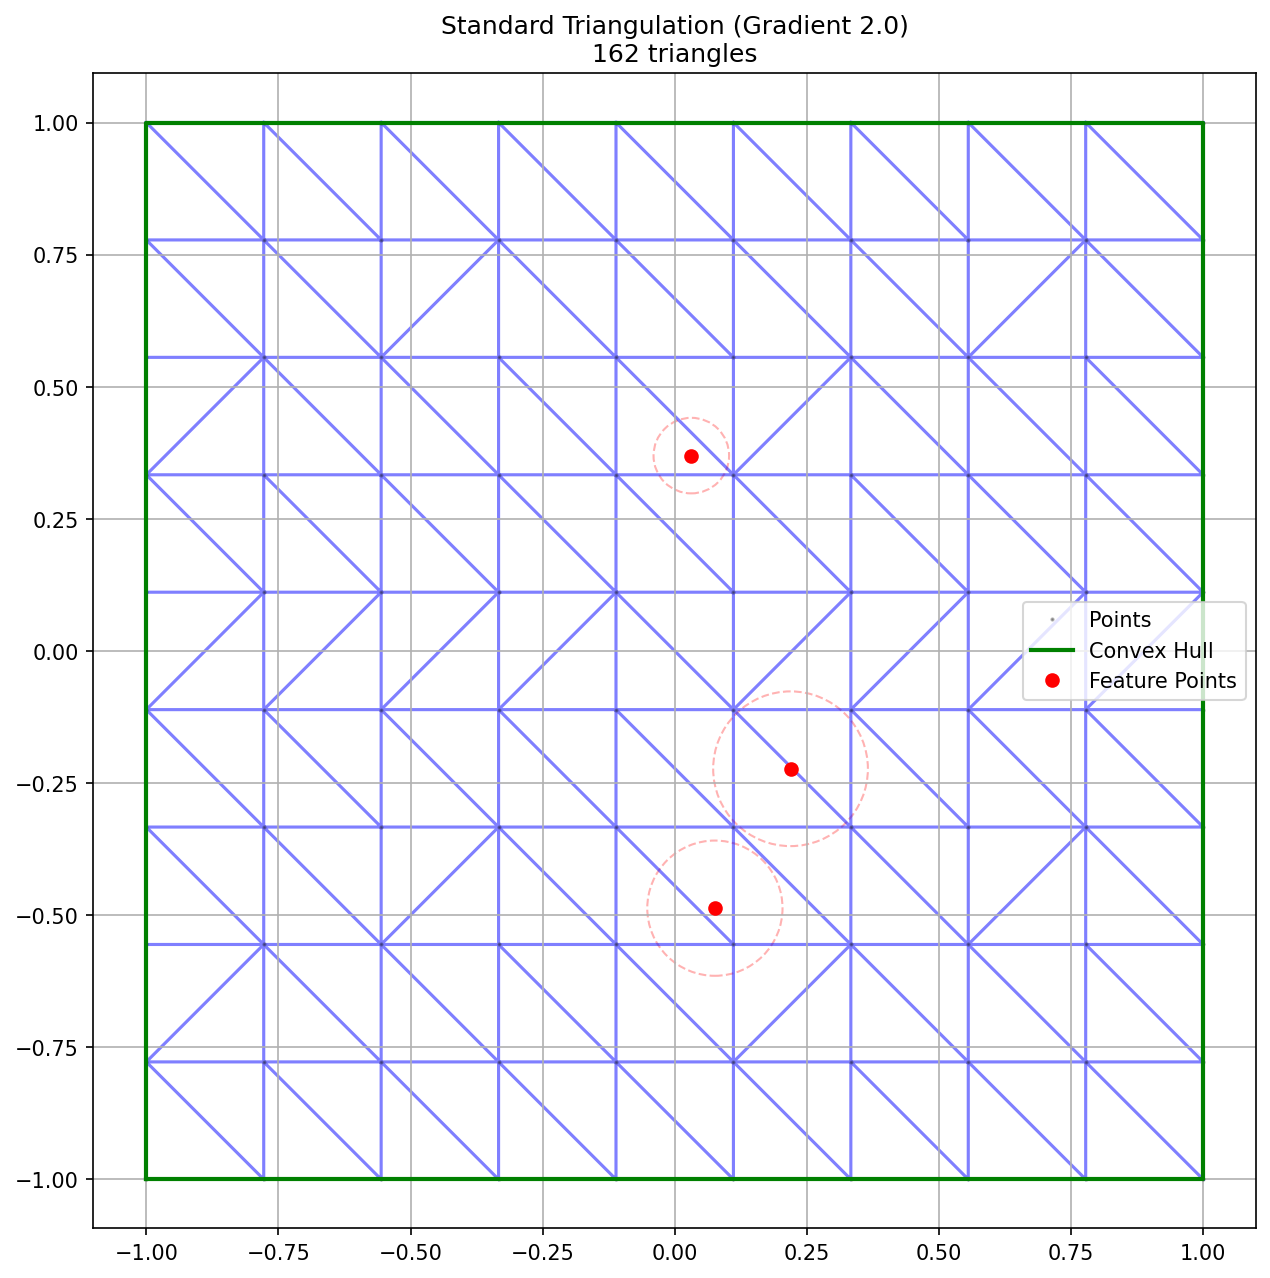 Standard Triangulation (Gradient 2.0)
162 triangles
1.00
0.75
0.50
0.25
0.00
−0.25
−0.50
−0.75
−1.00
Points
Convex Hull
Feature Points
−1.00 −0.75 −0.50 −0.25 0.00 0.25 0.50 0.75 1.00